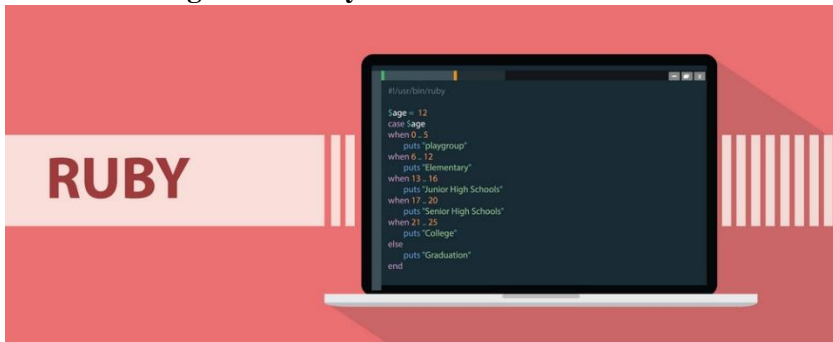 RUBY
#!/usr/bin/ruby
$age = 12
case $age
when 0 .. 5
puts "playgroup"
when 6 .. 12
puts "Elementary"
when 13 .. 16
puts "Junior High Schools"
when 17 .. 20
puts "Senior High Schools"
when 21 .. 25
puts "College"
else
puts "Graduation"
end